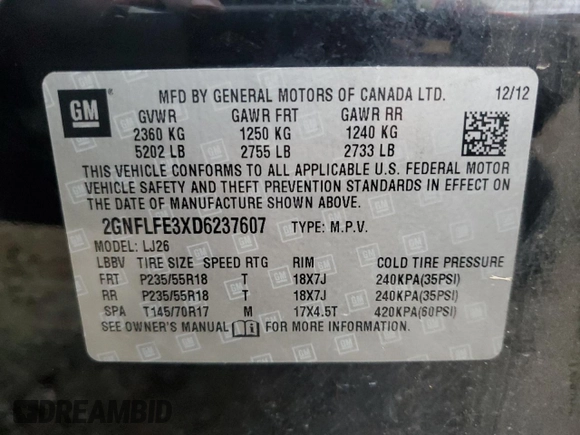 GM
MFD BY GENERAL MOTORS OF CANADA LTD. 12/12
GVWR GAWR FRT GAWR RR
2360 KG 1250 KG 1240 KG
5202 LB 2755 LB 2733 LB
THIS VEHICLE CONFORMS TO ALL APPLICABLE U.S. FEDERAL MOTOR
VEHICLE SAFETY AND THEFT PREVENTION STANDARDS IN EFFECT ON
THE DATE OF MANUFACTURE SHOWN ABOVE.
2GNFLFE3XD6237607 TYPE: M.P.V.
MODEL: LJ26
LBBV TIRE SIZE SPEED RTG RIM COLD TIRE PRESSURE
FRT P235/55R18 T 18X7J 240KPA(35PSI)
RR P235/55R18 T 18X7J 240KPA(35PSI)
SPA T145/70R17 M 17X4.5T 420KPA(60PSI)
SEE OWNER'S MANUAL FOR MORE INFORMATION.
DREAMBID